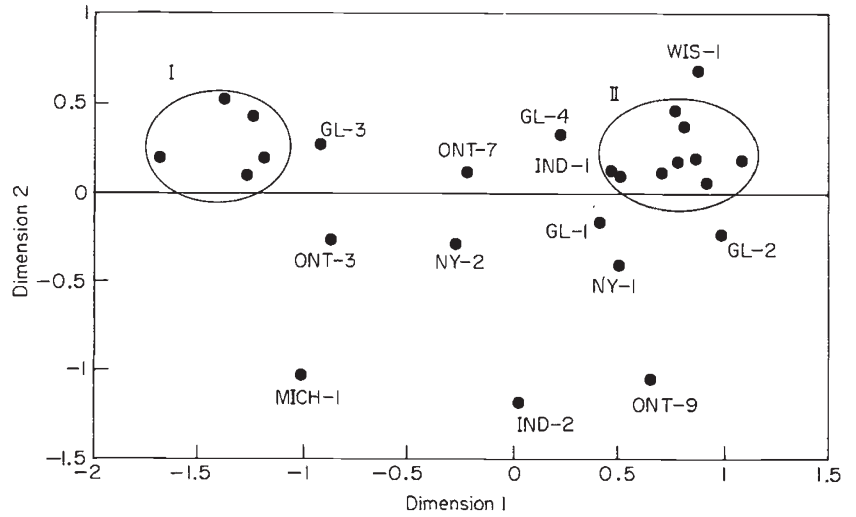 1
WIS-1
I
II
0.5
GL-3
GL-4
ONT-7
IND-1
0
GL-1
ONT-3
NY-2
GL-2
NY-1
-0.5
-1
MICH-1
IND-2
ONT-9
-1.5
-2
-1.5
-1
-0.5
0
0.5
1
1.5
Dimension 1
Dimension 2